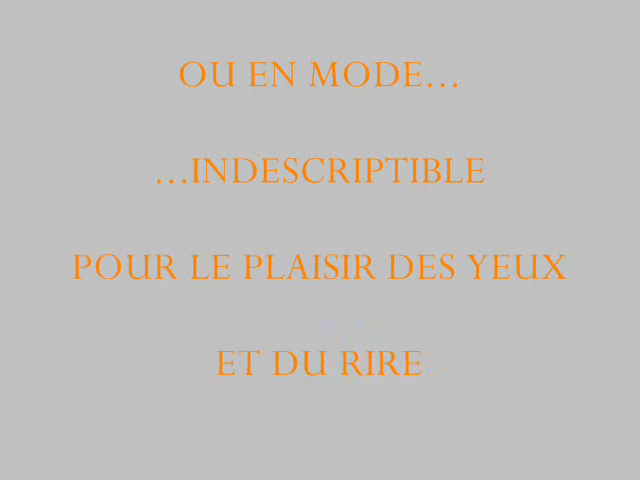 OU EN MODE…
…INDESCRIPTIBLE
POUR LE PLAISIR DES YEUX
ET DU RIRE